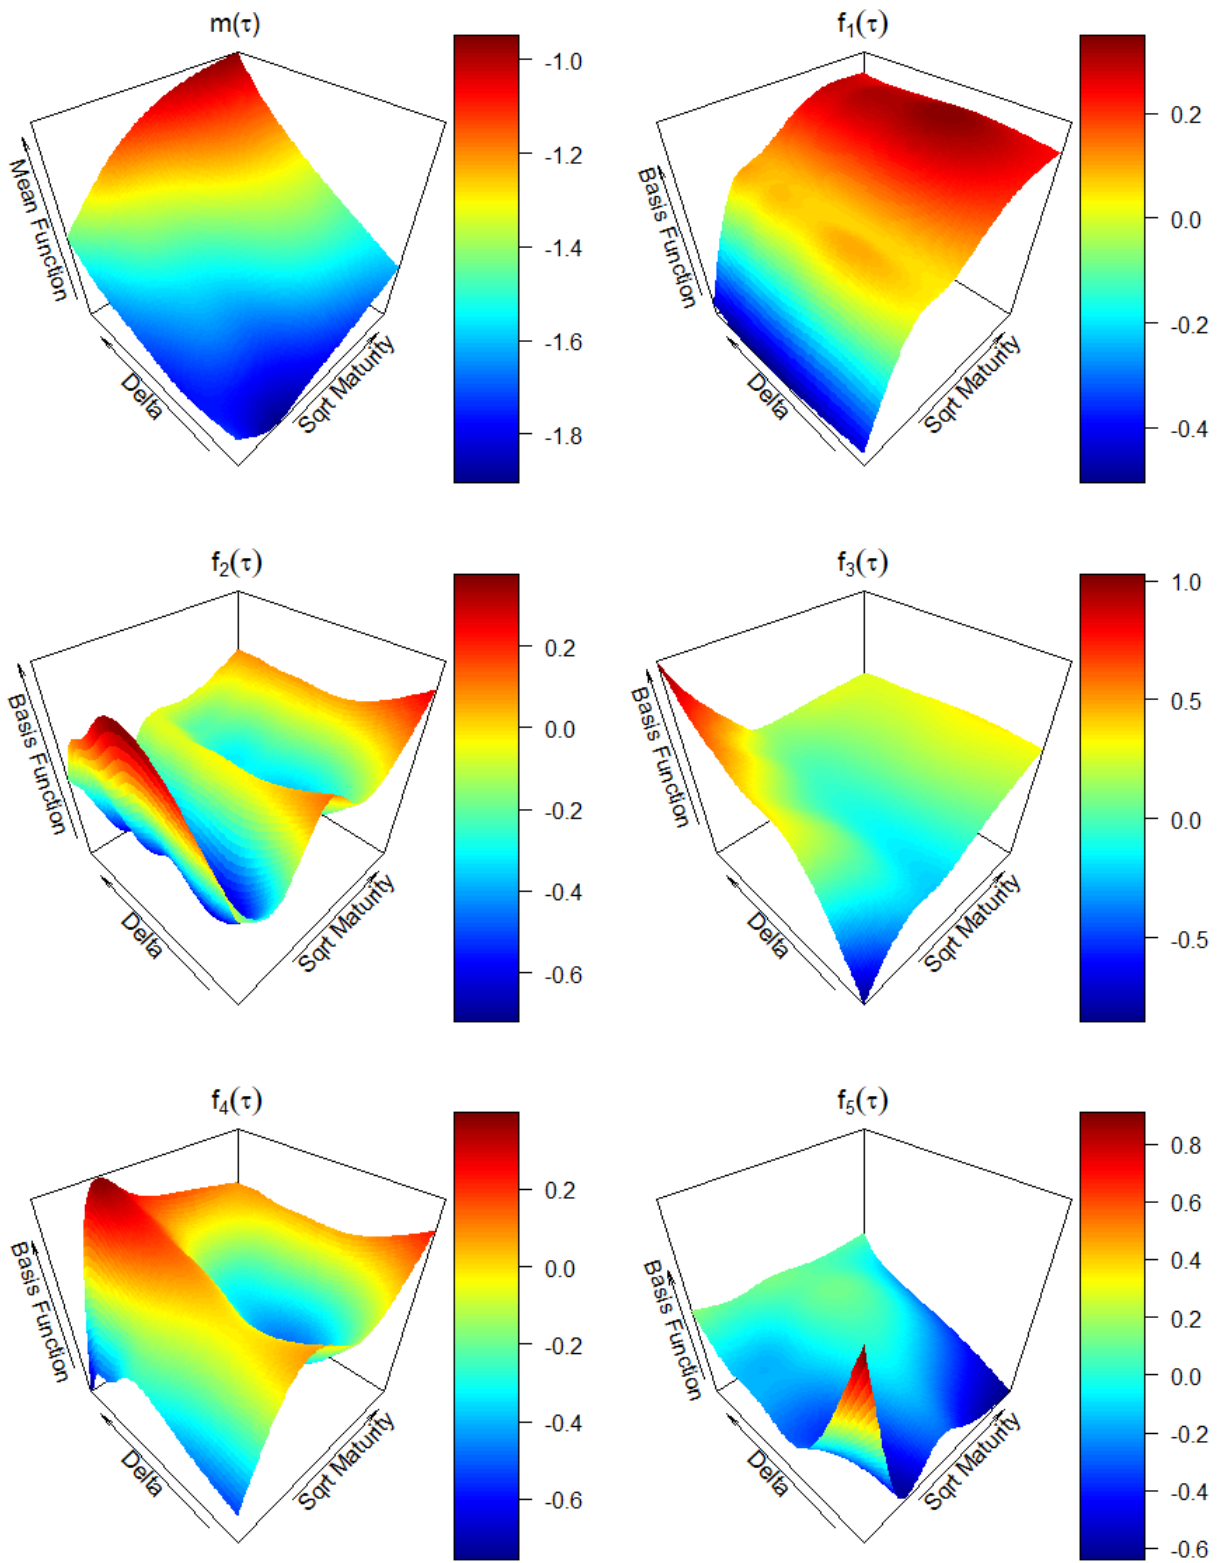 m(τ)
Mean Function
Delta
Sqrt Maturity
-1.0
-1.2
-1.4
-1.6
-1.8
f₁(τ)
Basis Function
Delta
Sqrt Maturity
0.2
0.0
-0.2
-0.4
f₂(τ)
Basis Function
Delta
Sqrt Maturity
0.2
0.0
-0.2
-0.4
-0.6
f₃(τ)
Basis Function
Delta
Sqrt Maturity
1.0
0.5
0.0
-0.5
f₄(τ)
Basis Function
Delta
Sqrt Maturity
0.2
0.0
-0.2
-0.4
-0.6
f₅(τ)
Basis Function
Delta
Sqrt Maturity
0.8
0.6
0.4
0.2
0.0
-0.2
-0.4
-0.6